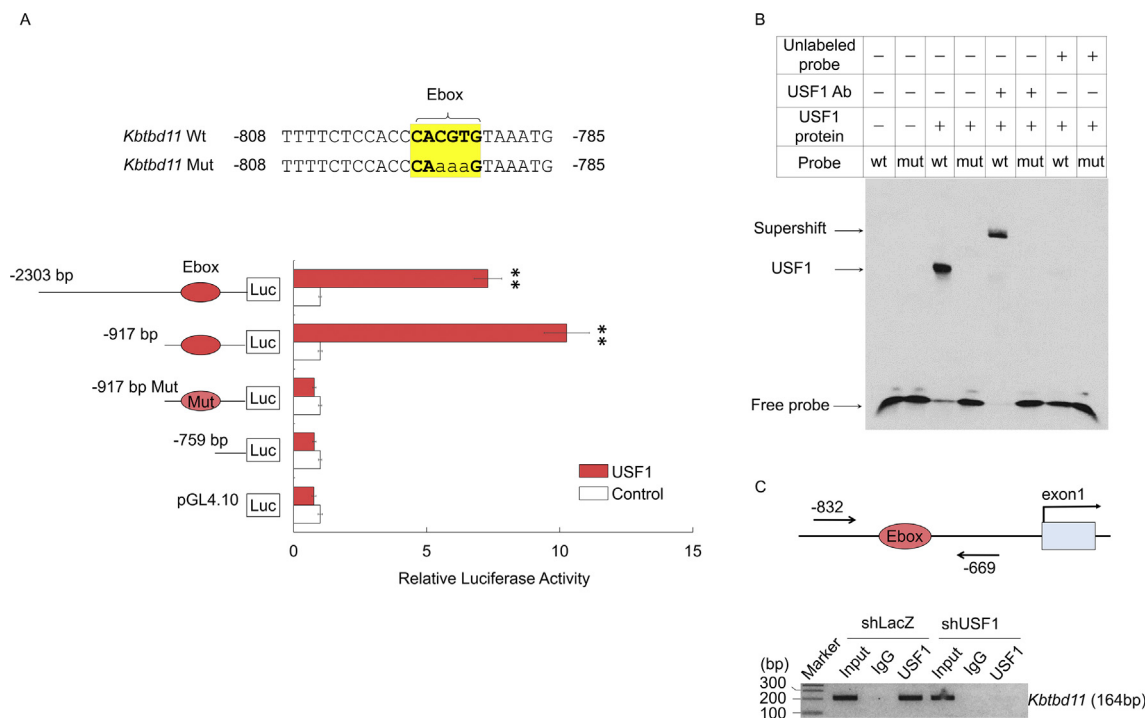 A
Ebox
Kbtbd11 Wt -808 TTTTCTCCACCCACGTGTAAATG -785
Kbtbd11 Mut -808 TTTTCTCCACCCAaaaGTAAATG -785
-2303 bp Ebox Luc **
-917 bp Luc **
-917 bp Mut Mut Luc
-759 bp Luc
pGL4.10 Luc
USF1
Control
0 5 10 15
Relative Luciferase Activity
B
Unlabeled probe − − − − − − + +
USF1 Ab − − − − + + − −
USF1 protein − − + + + + + +
Probe wt mut wt mut wt mut wt mut
Supershift
USF1
Free probe
C
-832
Ebox
-669
exon1
shLacZ shUSF1
(bp) Marker Input IgG USF1 Input IgG USF1
300
200
100
Kbtbd11 (164bp)